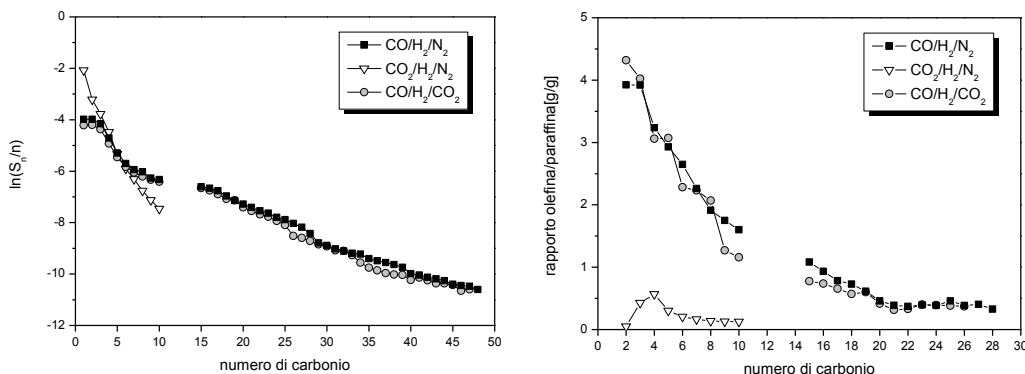 0
-2
-4
-6
-8
-10
-12
0 5 10 15 20 25 30 35 40 45 50
ln(Sn/n)
numero di carbonio
CO/H2/N2
CO2/H2/N2
CO/H2/CO2
5
4
3
2
1
0
0 2 4 6 8 10 12 14 16 18 20 22 24 26 28 30
rapporto olefina/paraffina[g/g]
numero di carbonio
CO/H2/N2
CO2/H2/N2
CO/H2/CO2